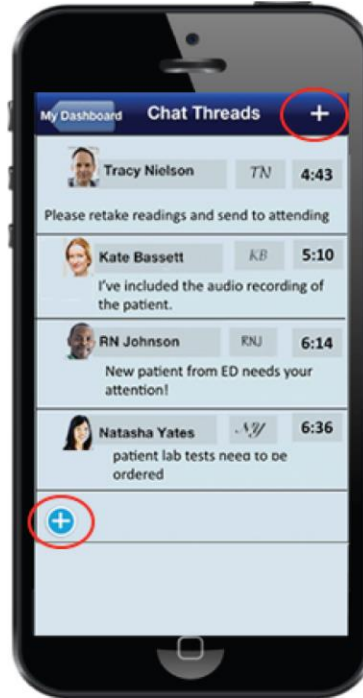 My Dashboard Chat Threads +
Tracy Nielson TN 4:43
Please retake readings and send to attending
Kate Bassett KB 5:10
I've included the audio recording of
the patient.
RN Johnson RNJ 6:14
New patient from ED needs your
attention!
Natasha Yates NY 6:36
patient lab tests need to be
ordered
+